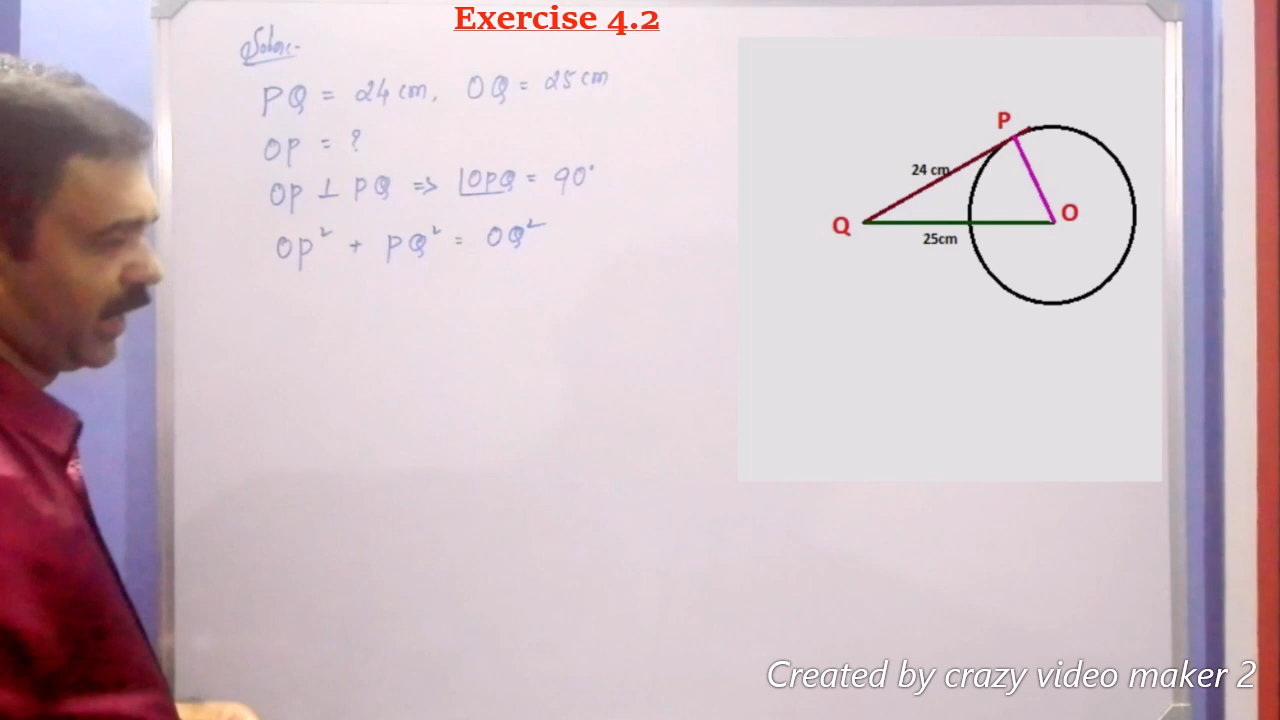 Exercise 4.2
Soln:-
PQ = 24 cm, OQ = 25 cm
OP = ?
OP ⊥ PQ ⇒ ∠OPQ = 90°
OP² + PQ² = OQ²
P
24 cm
Q
O
25cm
Created by crazy video maker 2